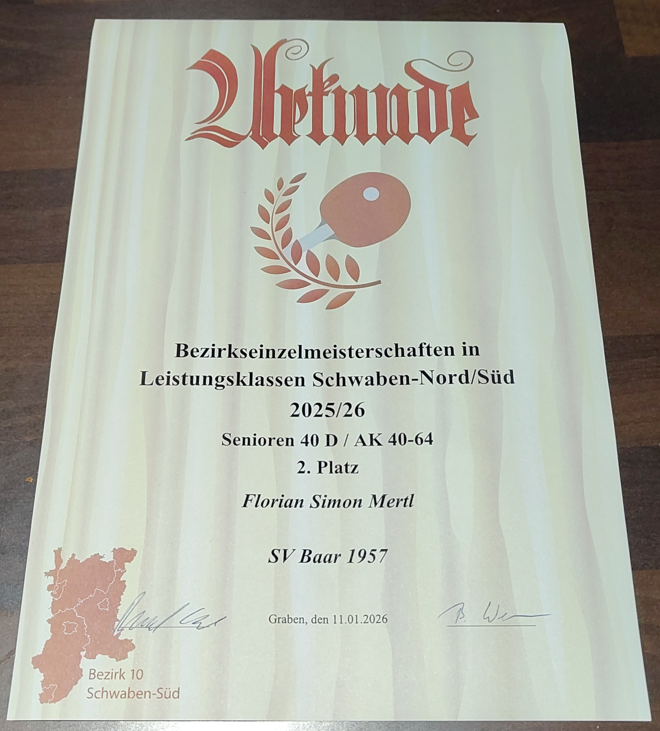 Urkunde
Bezirkseinzelmeisterschaften in
Leistungsklassen Schwaben-Nord/Süd
2025/26
Senioren 40 D / AK 40-64
2. Platz
Florian Simon Mertl
SV Baar 1957
Graben, den 11.01.2026
Bezirk 10
Schwaben-Süd